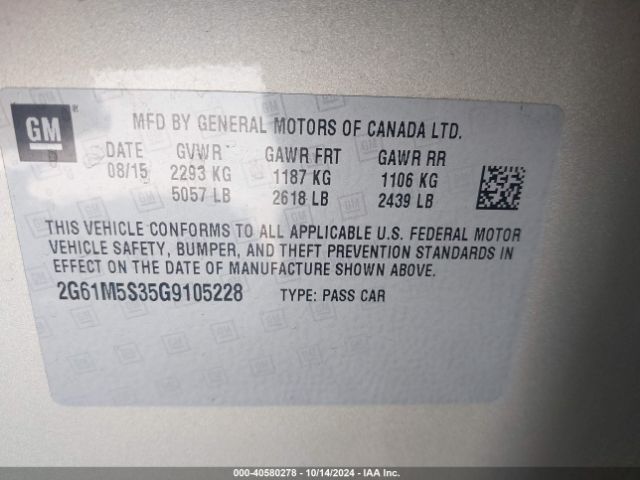 GM
MFD BY GENERAL MOTORS OF CANADA LTD.
DATE GVWR GAWR FRT GAWR RR
08/15 2293 KG 1187 KG 1106 KG
5057 LB 2618 LB 2439 LB
THIS VEHICLE CONFORMS TO ALL APPLICABLE U.S. FEDERAL MOTOR
VEHICLE SAFETY, BUMPER, AND THEFT PREVENTION STANDARDS IN
EFFECT ON THE DATE OF MANUFACTURE SHOWN ABOVE.
2G61M5S35G9105228 TYPE: PASS CAR
000-40580278 - 10/14/2024 - IAA Inc.